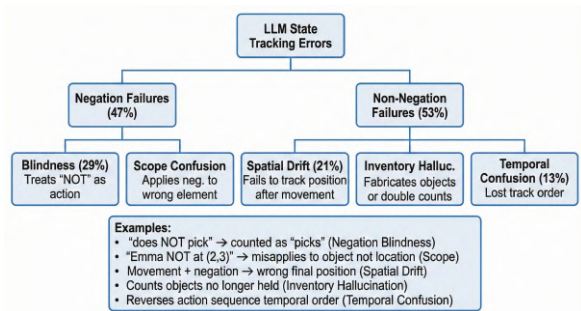 LLM State
Tracking Errors
Negation Failures
(47%)
Non-Negation
Failures (53%)
Blindness (29%)
Treats “NOT” as
action
Scope Confusion
Applies neg. to
wrong element
Spatial Drift (21%)
Fails to track position
after movement
Inventory Halluc.
Fabricates objects
or double counts
Temporal
Confusion (13%)
Lost track order
Examples:
• “does NOT pick” → counted as “picks” (Negation Blindness)
• “Emma NOT at (2,3)” → misapplies to object not location (Scope)
• Movement + negation → wrong final position (Spatial Drift)
• Counts objects no longer held (Inventory Hallucination)
• Reverses action sequence temporal order (Temporal Confusion)